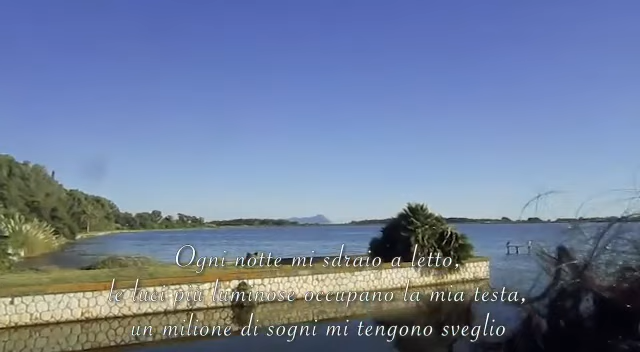 Ogni notte mi sdraio a letto.
le luci più luminose occupano la mia testa,
un milione di sogni mi tengono sveglio